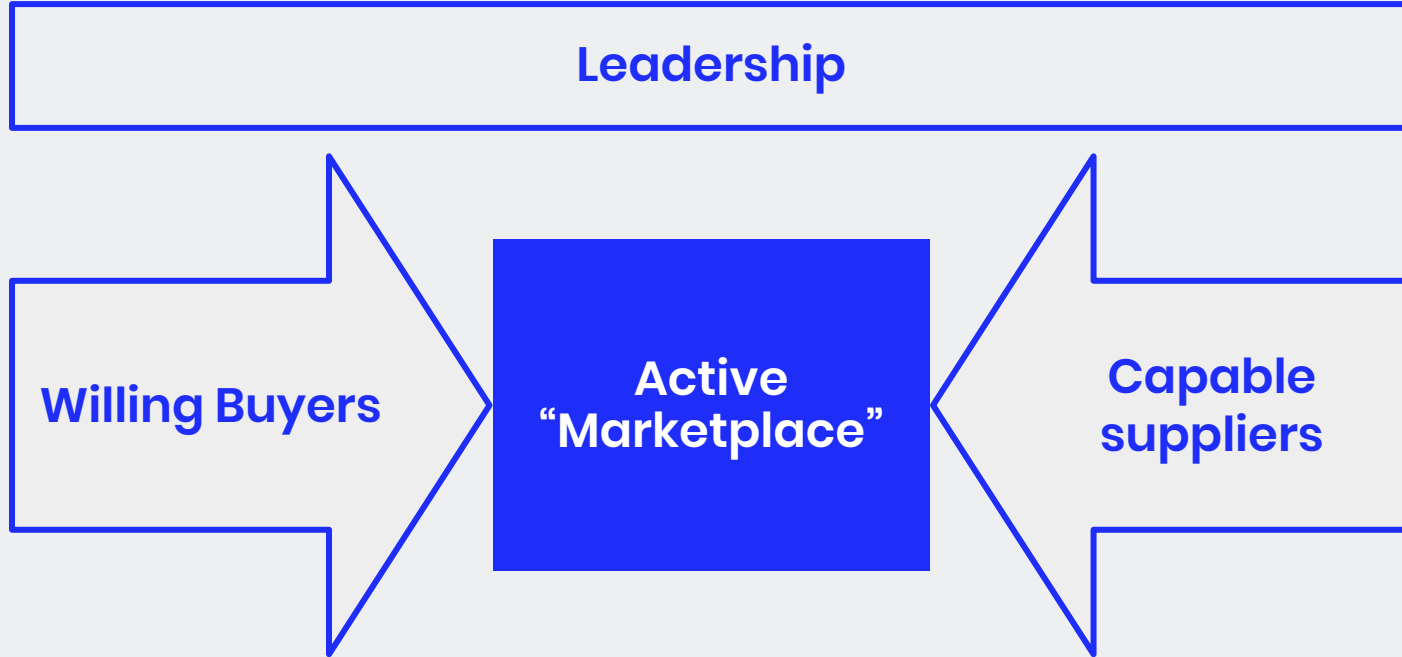 Leadership
Willing Buyers
Active
“Marketplace”
Capable
suppliers